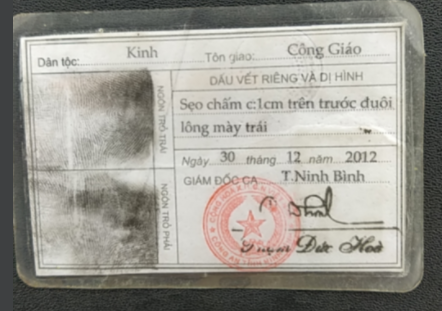 Dân tộc: Kinh Tôn giáo: Công Giáo
DẤU VẾT RIÊNG VÀ DỊ HÌNH
Sẹo chấm c:1cm trên trước đuôi
lông mày trái
NGÓN TRỎ TRÁI
Ngày 30 tháng 12 năm 2012
GIÁM ĐỐC CA T.Ninh Bình
NGÓN TRỎ PHẢI
Đức Hoà